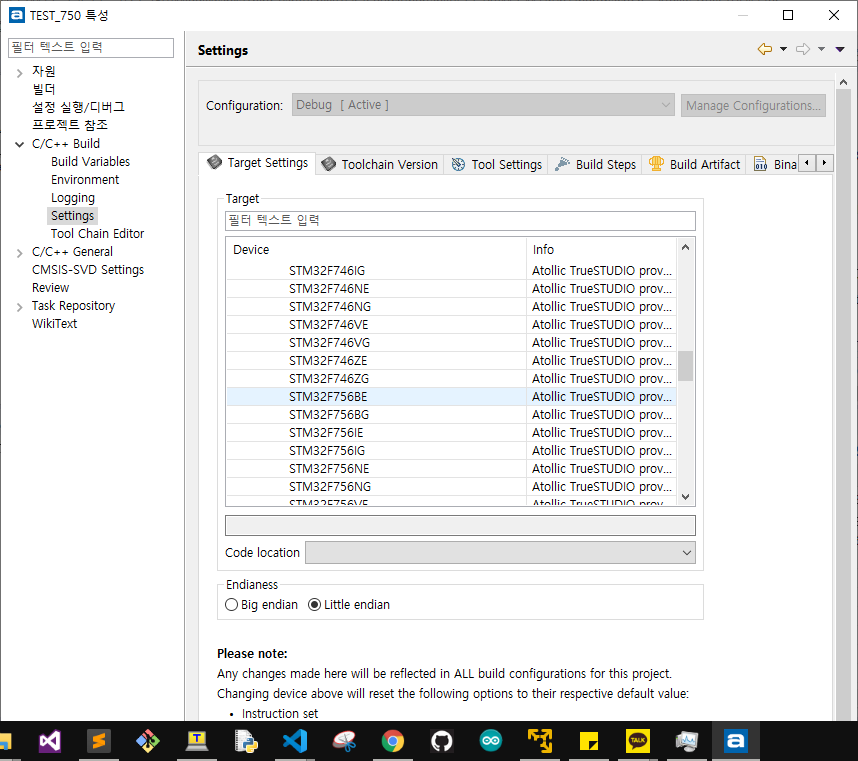 TEST_750 특성
필터 텍스트 입력
자원
빌더
설정 실행/디버그
프로젝트 참조
C/C++ Build
Build Variables
Environment
Logging
Settings
Tool Chain Editor
C/C++ General
CMSIS-SVD Settings
Review
Task Repository
WikiText
Settings
Configuration: Debug [ Active ] Manage Configurations...
Target Settings Toolchain Version Tool Settings Build Steps Build Artifact Bina
Target
필터 텍스트 입력
Device Info
STM32F746IG Atollic TrueSTUDIO prov...
STM32F746NE Atollic TrueSTUDIO prov...
STM32F746NG Atollic TrueSTUDIO prov...
STM32F746VE Atollic TrueSTUDIO prov...
STM32F746VG Atollic TrueSTUDIO prov...
STM32F746ZE Atollic TrueSTUDIO prov...
STM32F746ZG Atollic TrueSTUDIO prov...
STM32F756BE Atollic TrueSTUDIO prov...
STM32F756BG Atollic TrueSTUDIO prov...
STM32F756IE Atollic TrueSTUDIO prov...
STM32F756IG Atollic TrueSTUDIO prov...
STM32F756NE Atollic TrueSTUDIO prov...
STM32F756NG Atollic TrueSTUDIO prov...
STM32F756VE Atollic TrueSTUDIO prov...
Code location
Endianess
Big endian Little endian
Please note:
Any changes made here will be reflected in ALL build configurations for this project.
Changing device above will reset the following options to their respective default value:
• Instruction set
TALK